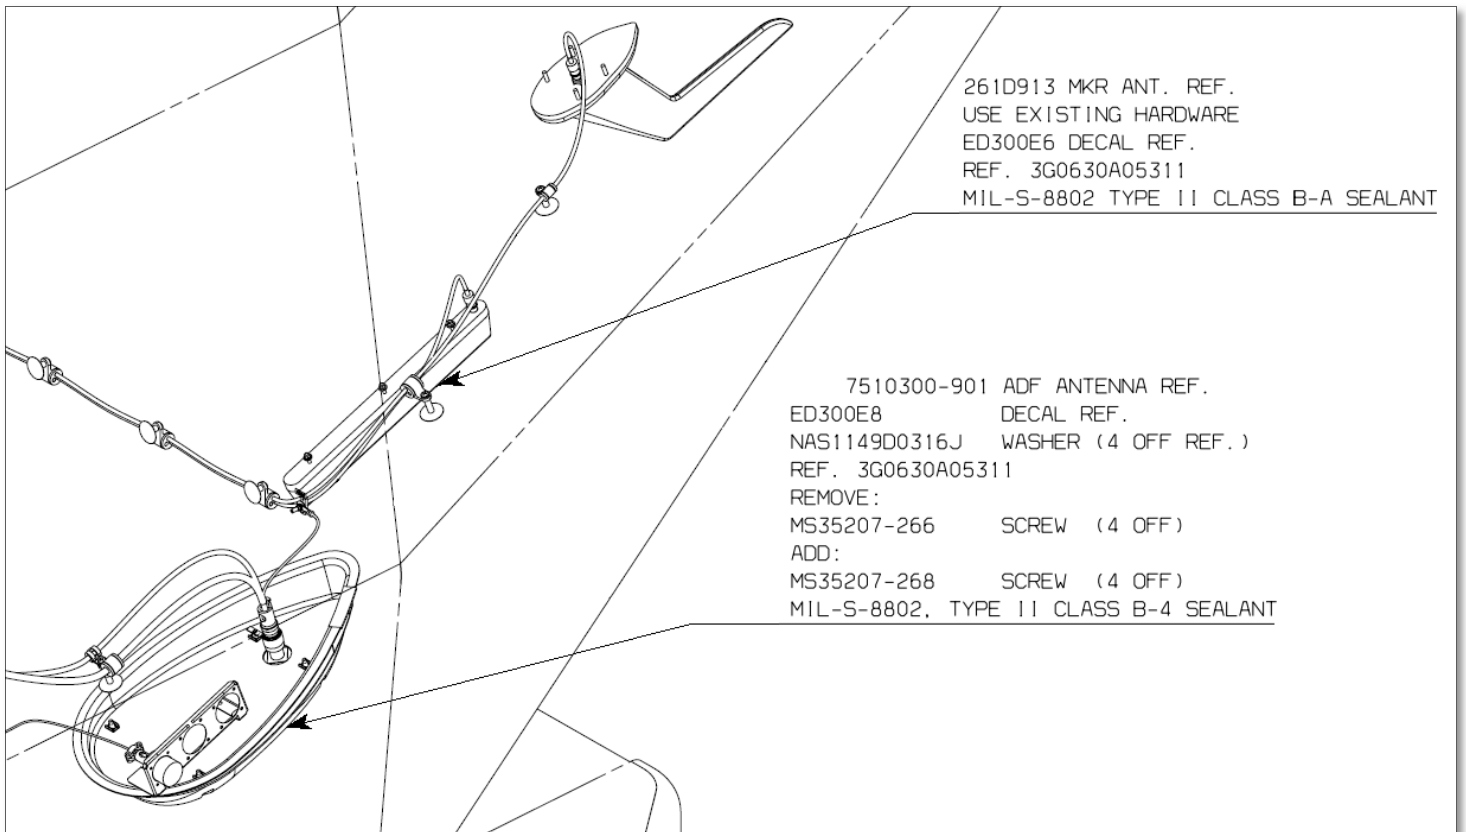 261D913 MKR ANT. REF.
USE EXISTING HARDWARE
ED300E6 DECAL REF.
REF. 3G0630A05311
MIL-S-8802 TYPE II CLASS B-A SEALANT
7510300-901 ADF ANTENNA REF.
ED300E8 DECAL REF.
NAS1149D0316J WASHER (4 OFF REF.)
REF. 3G0630A05311
REMOVE:
MS35207-266 SCREW (4 OFF)
ADD:
MS35207-268 SCREW (4 OFF)
MIL-S-8802, TYPE II CLASS B-4 SEALANT